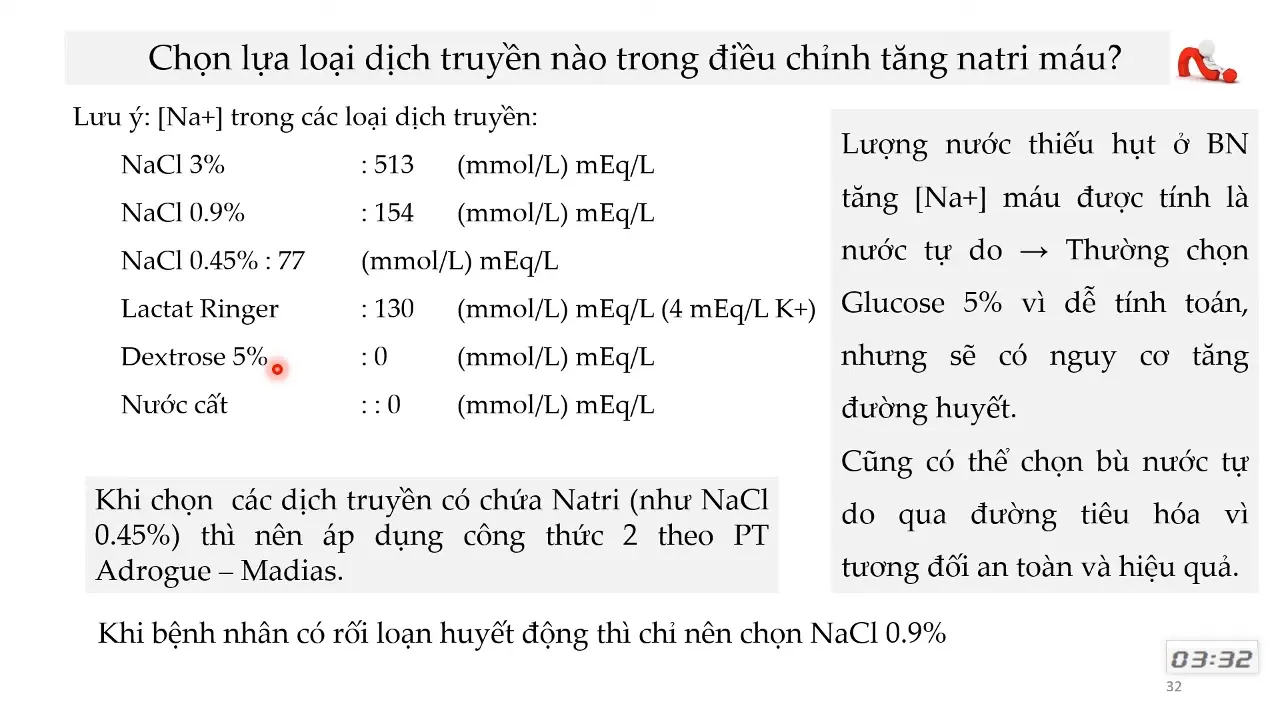 Chọn lựa loại dịch truyền nào trong điều chỉnh tăng natri máu?
Lưu ý: [Na+] trong các loại dịch truyền:
NaCl 3% : 513 (mmol/L) mEq/L
NaCl 0.9% : 154 (mmol/L) mEq/L
NaCl 0.45% : 77 (mmol/L) mEq/L
Lactat Ringer : 130 (mmol/L) mEq/L (4 mEq/L K+)
Dextrose 5% : 0 (mmol/L) mEq/L
Nước cất : : 0 (mmol/L) mEq/L
Khi chọn các dịch truyền có chứa Natri (như NaCl
0.45%) thì nên áp dụng công thức 2 theo PT
Adrogue – Madias.
Lượng nước thiếu hụt ở BN
tăng [Na+] máu được tính là
nước tự do → Thường chọn
Glucose 5% vì dễ tính toán,
nhưng sẽ có nguy cơ tăng
đường huyết.
Cũng có thể chọn bù nước tự
do qua đường tiêu hóa vì
tương đối an toàn và hiệu quả.
Khi bệnh nhân có rối loạn huyết động thì chỉ nên chọn NaCl 0.9%
03:32
32